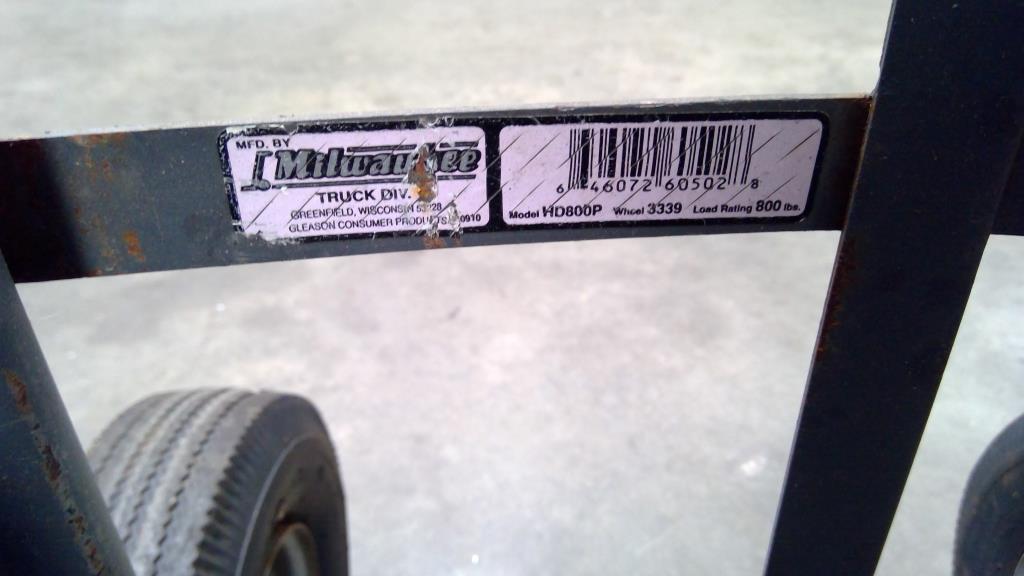 MFD. BY
Milwaukee
TRUCK DIV.
GREENFIELD, WISCONSIN
GLEASON CONSUMER PRODUCTS
6 46072 60502 8
Model HD800P Wheel 3339 Load Rating 800 lbs.